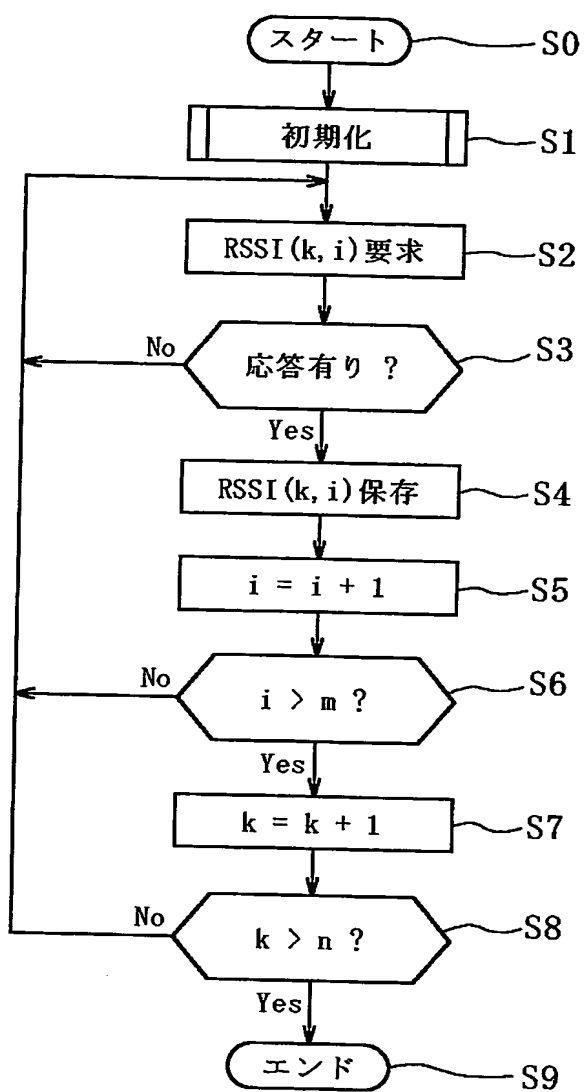 スタート S0
初期化 S1
RSSI(k,i)要求 S2
応答有り ? S3
No
Yes
RSSI(k,i)保存 S4
i = i + 1 S5
i > m ? S6
No
Yes
k = k + 1 S7
k > n ? S8
No
Yes
エンド S9